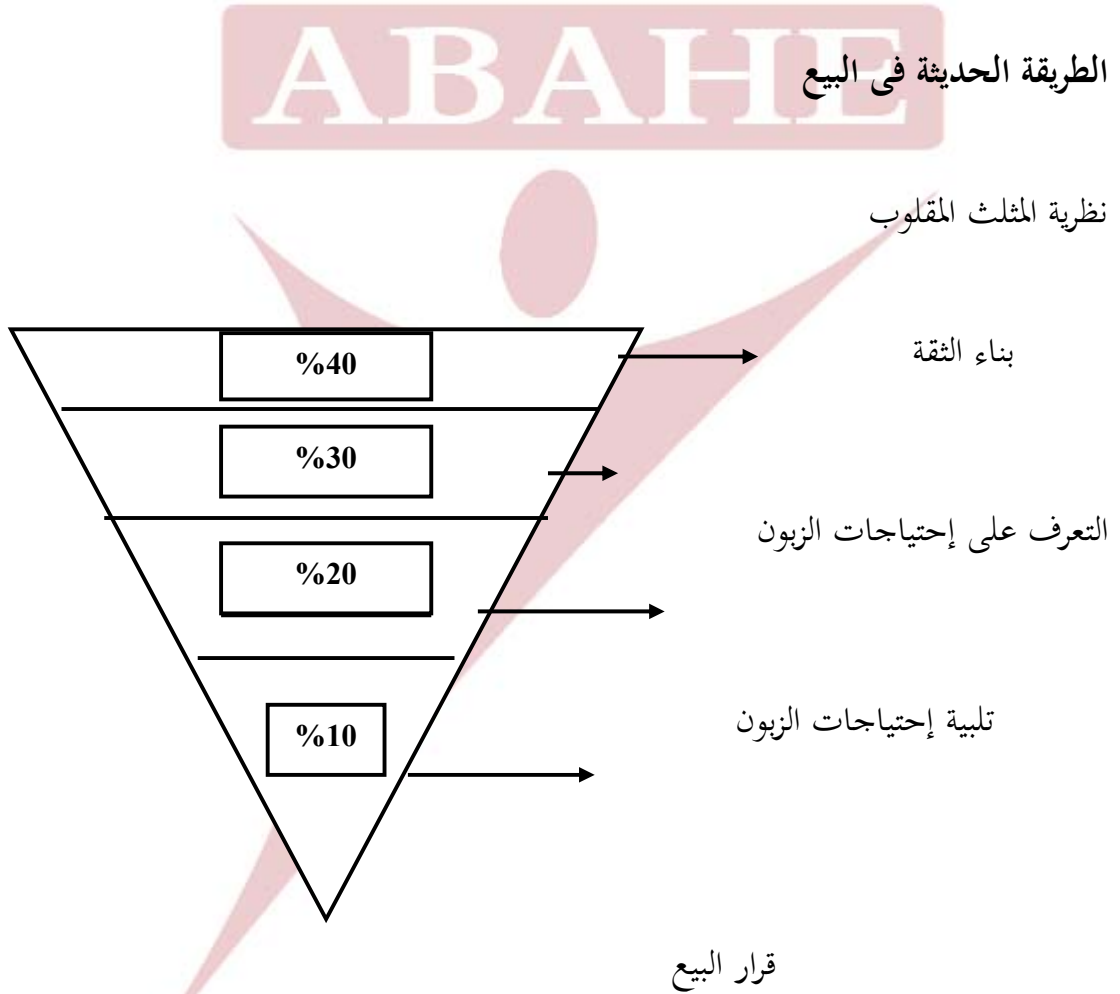 ABAHE
الطريقة الحديثة فى البيع
نظرية المثلث المقلوب
%40
بناء الثقة
%30
التعرف على إحتياجات الزبون
%20
تلبية إحتياجات الزبون
%10
قرار البيع